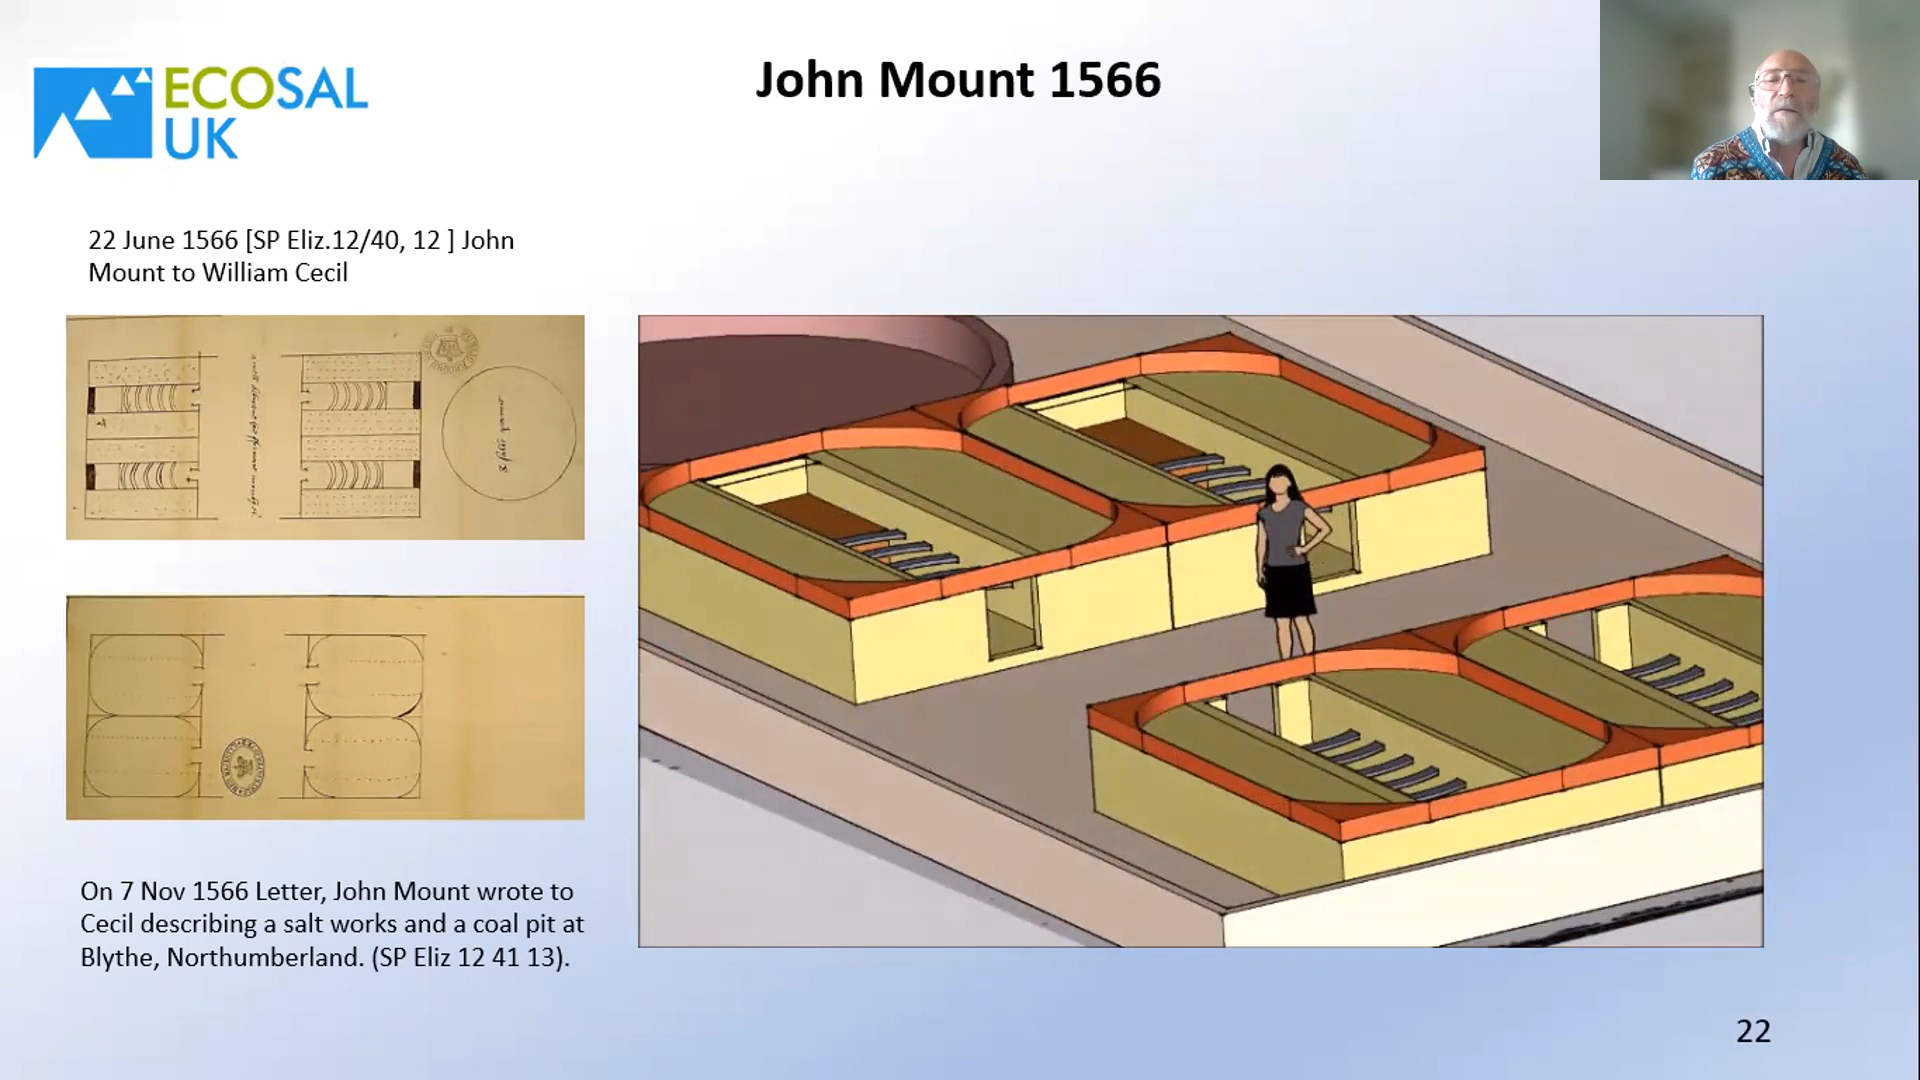 ECOSAL
UK
John Mount 1566
22 June 1566 [SP Eliz.12/40, 12 ] John
Mount to William Cecil
On 7 Nov 1566 Letter, John Mount wrote to
Cecil describing a salt works and a coal pit at
Blythe, Northumberland. (SP Eliz 12 41 13).
22